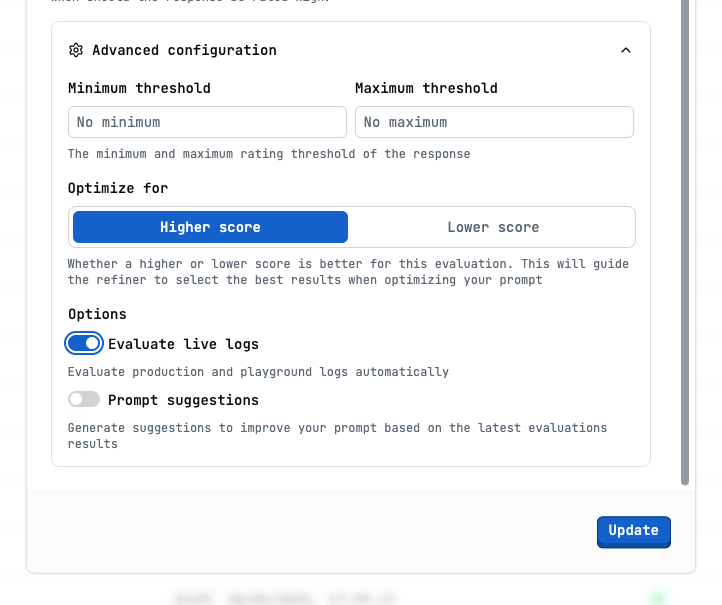 Advanced configuration
Minimum threshold
Maximum threshold
No minimum
No maximum
The minimum and maximum rating threshold of the response
Optimize for
Higher score
Lower score
Whether a higher or lower score is better for this evaluation. This will guide
the refiner to select the best results when optimizing your prompt
Options
Evaluate live logs
Evaluate production and playground logs automatically
Prompt suggestions
Generate suggestions to improve your prompt based on the latest evaluations
results
Update